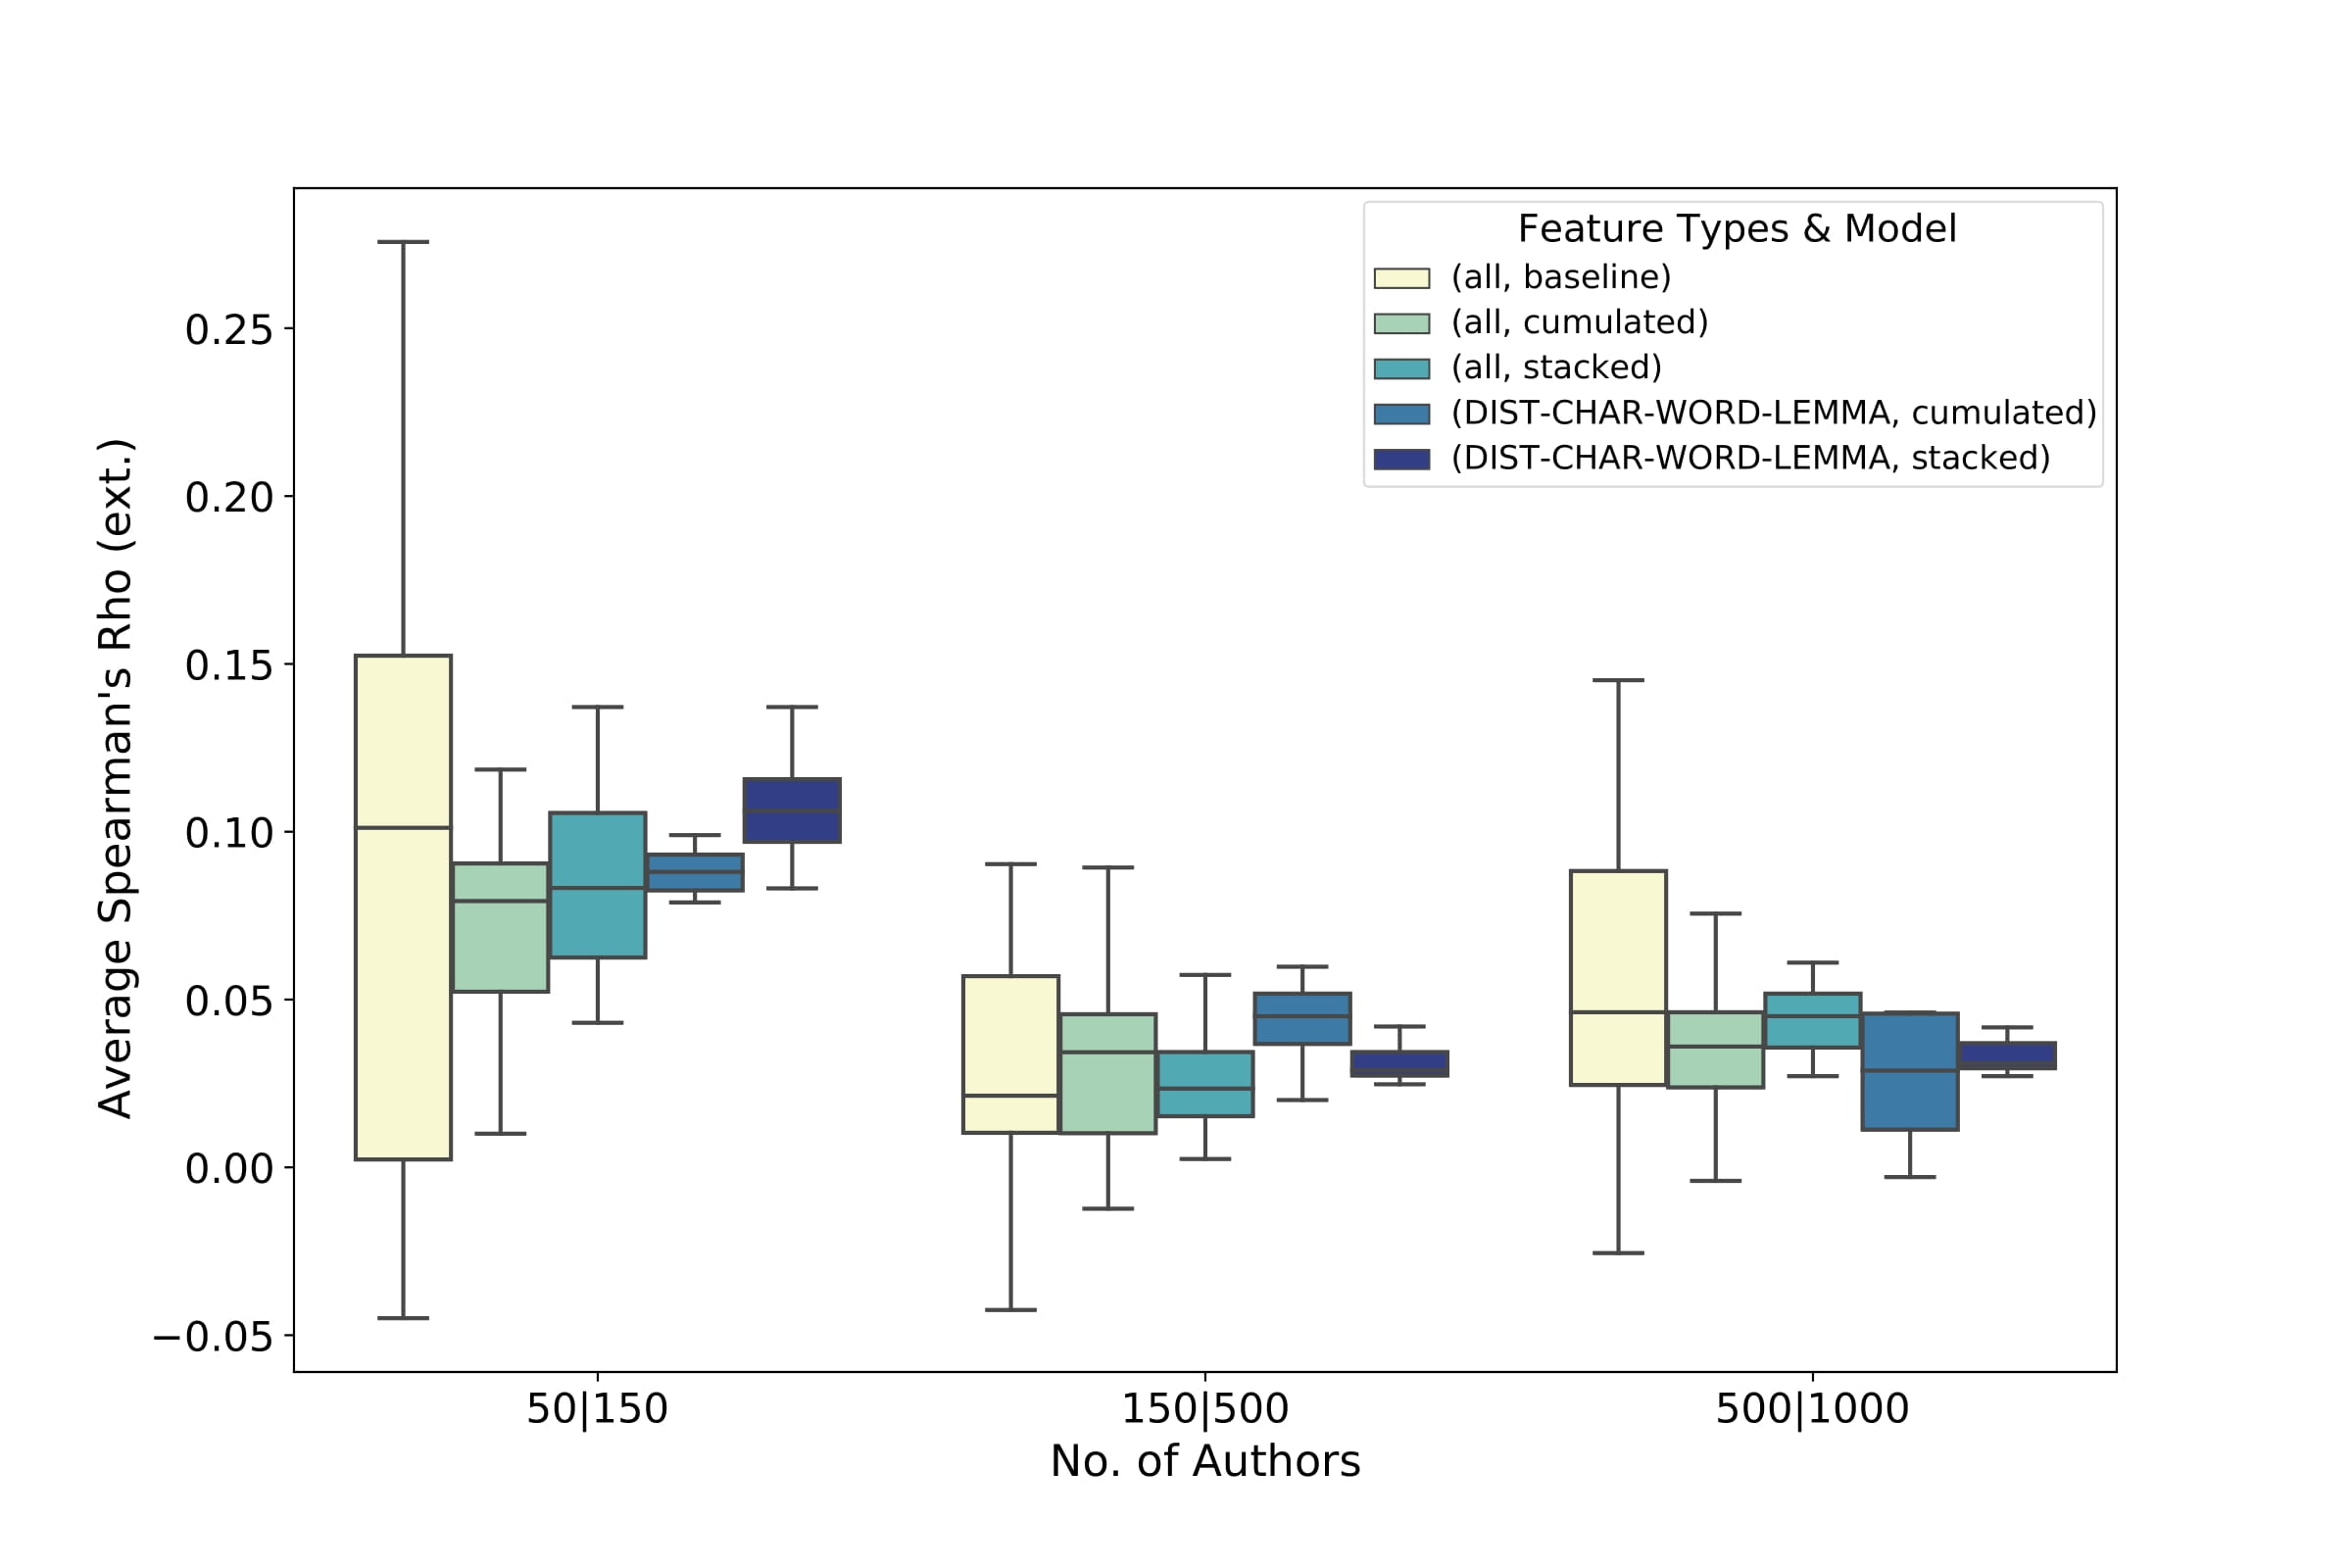 Feature Types & Model
(all, baseline)
(all, cumulated)
(all, stacked)
(DIST-CHAR-WORD-LEMMA, cumulated)
(DIST-CHAR-WORD-LEMMA, stacked)
Average Spearman's Rho (ext.)
0.25
0.20
0.15
0.10
0.05
0.00
−0.05
50|150
150|500
500|1000
No. of Authors